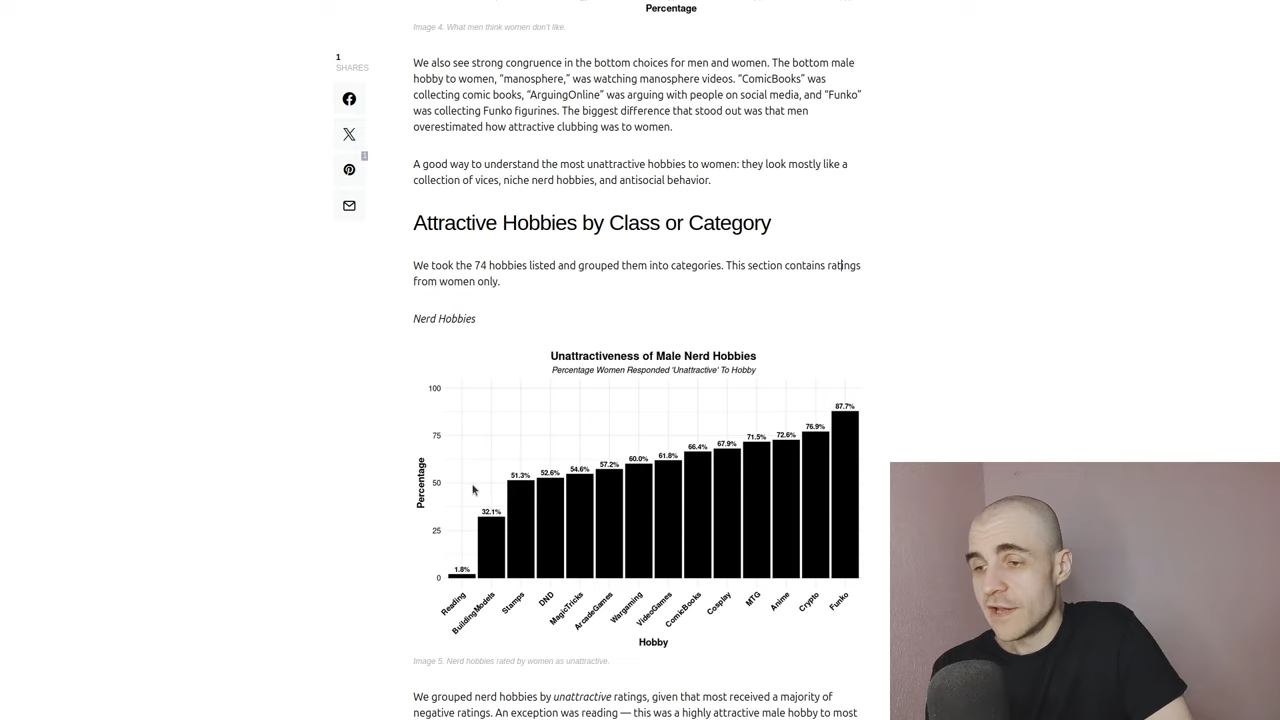 Percentage
Image 4. What men think women don't like.
1
SHARES
We also see strong congruence in the bottom choices for men and women. The bottom male
hobby to women, “manosphere,” was watching manosphere videos. “ComicBooks” was
collecting comic books, “ArguingOnline” was arguing with people on social media, and “Funko”
was collecting Funko figurines. The biggest difference that stood out was that men
overestimated how attractive clubbing was to women.
1
A good way to understand the most unattractive hobbies to women: they look mostly like a
collection of vices, niche nerd hobbies, and antisocial behavior.
Attractive Hobbies by Class or Category
We took the 74 hobbies listed and grouped them into categories. This section contains ratings
from women only.
Nerd Hobbies
Unattractiveness of Male Nerd Hobbies
Percentage Women Responded 'Unattractive' To Hobby
Percentage
100
75
50
25
0
1.8%
32.1%
51.3%
52.6%
54.6%
57.2%
60.0%
61.8%
66.4%
67.9%
71.5%
72.6%
76.9%
87.7%
Reading
BuildingModels
Stamps
DND
MagicTricks
ArcadeGames
Wargaming
VideoGames
ComicBooks
Cosplay
MTG
Anime
Crypto
Funko
Hobby
Image 5. Nerd hobbies rated by women as unattractive.
We grouped nerd hobbies by unattractive ratings, given that most received a majority of
negative ratings. An exception was reading — this was a highly attractive male hobby to most